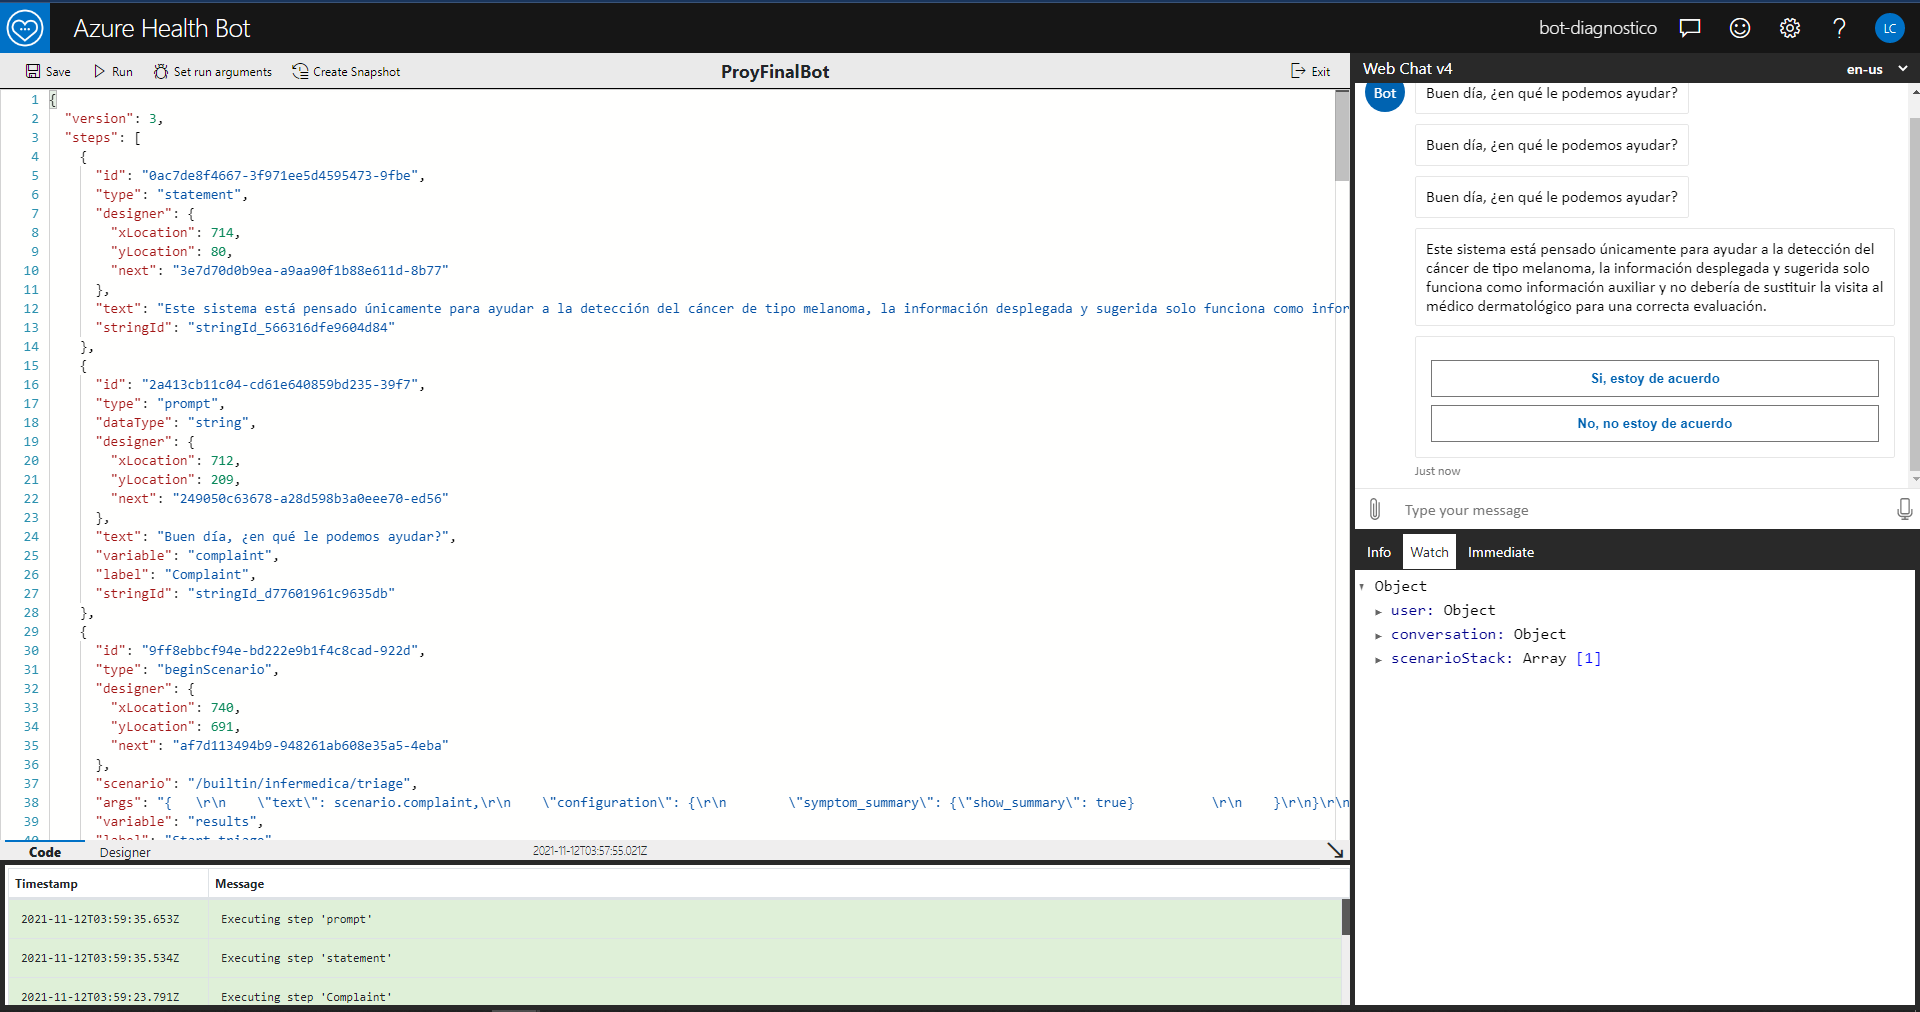 Azure Health Bot
bot-diagnostico
LC
Save
Run
Set run arguments
Create Snapshot
ProyFinalBot
Exit
1 {
2 "version": 3,
3 "steps": [
4 {
5 "id": "0ac7de8f4667-3f971ee5d4595473-9fbe",
6 "type": "statement",
7 "designer": {
8 "xLocation": 714,
9 "yLocation": 80,
10 "next": "3e7d70d0b9ea-a9aa90f1b88e611d-8b77"
11 },
12 "text": "Este sistema está pensado únicamente para ayudar a la detección del cáncer de tipo melanoma, la información desplegada y sugerida solo funciona como infor
13 "stringId": "stringId_566316dfe9604d84"
14 },
15 {
16 "id": "2a413cb11c04-cd61e640859bd235-39f7",
17 "type": "prompt",
18 "dataType": "string",
19 "designer": {
20 "xLocation": 712,
21 "yLocation": 209,
22 "next": "249050c63678-a28d598b3a0eee70-ed56"
23 },
24 "text": "Buen día, ¿en qué le podemos ayudar?",
25 "variable": "complaint",
26 "label": "Complaint",
27 "stringId": "stringId_d77601961c9635db"
28 },
29 {
30 "id": "9ff8ebbcf94e-bd222e9b1f4c8cad-922d",
31 "type": "beginScenario",
32 "designer": {
33 "xLocation": 740,
34 "yLocation": 691,
35 "next": "af7d113494b9-948261ab608e35a5-4eba"
36 },
37 "scenario": "/builtin/infermedica/triage",
38 "args": "{ \r\n \"text\": scenario.complaint,\r\n \"configuration\": {\r\n \"symptom_summary\": {\"show_summary\": true} \r\n }\r\n}\r\n
39 "variable": "results",
40 "label": "Start triage"
Code
Designer
2021-11-12T03:57:55.021Z
Timestamp
Message
2021-11-12T03:59:35.653Z Executing step 'prompt'
2021-11-12T03:59:35.534Z Executing step 'statement'
2021-11-12T03:59:23.791Z Executing step 'Complaint'
Web Chat v4
en-us
Bot
Buen día, ¿en qué le podemos ayudar?
Buen día, ¿en qué le podemos ayudar?
Buen día, ¿en qué le podemos ayudar?
Este sistema está pensado únicamente para ayudar a la detección del
cáncer de tipo melanoma, la información desplegada y sugerida solo
funciona como información auxiliar y no debería de sustituir la visita al
médico dermatológico para una correcta evaluación.
Si, estoy de acuerdo
No, no estoy de acuerdo
Just now
Type your message
Info
Watch
Immediate
Object
user: Object
conversation: Object
scenarioStack: Array [1]